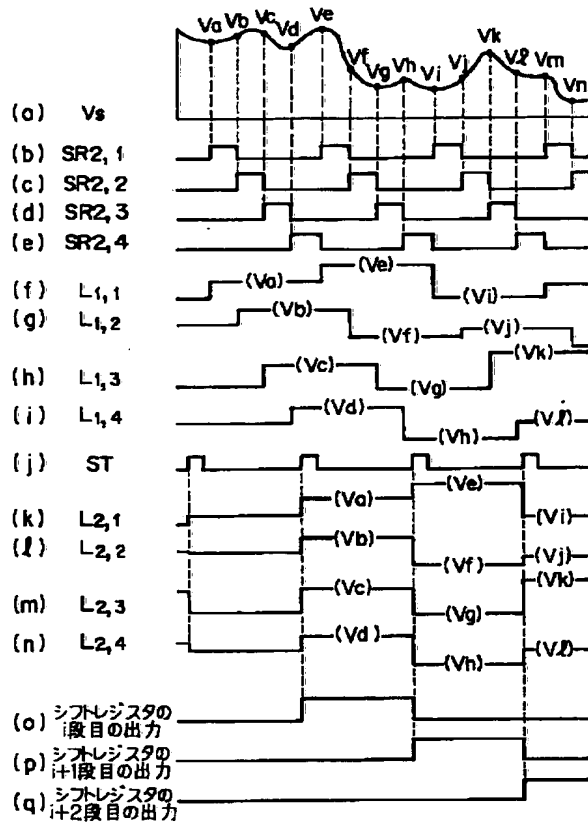 Va Vb Vc Vd Ve Vf Vg Vh Vi Vj Vk Vℓ Vm Vn
(a) Vs
(b) SR2,1
(c) SR2,2
(d) SR2,3
(e) SR2,4
(f) L1,1 (Va) (Ve) (Vi)
(g) L1,2 (Vb) (Vf) (Vj)
(h) L1,3 (Vc) (Vg) (Vk)
(i) L1,4 (Vd) (Vh) (Vℓ)
(j) ST
(k) L2,1 (Va) (Ve) (Vi)
(ℓ) L2,2 (Vb) (Vf) (Vj)
(m) L2,3 (Vc) (Vg) (Vk)
(n) L2,4 (Vd) (Vh) (Vℓ)
(o) シフトレジスタの
i段目の出力
(p) シフトレジスタの
i+1段目の出力
(q) シフトレジスタの
i+2段目の出力